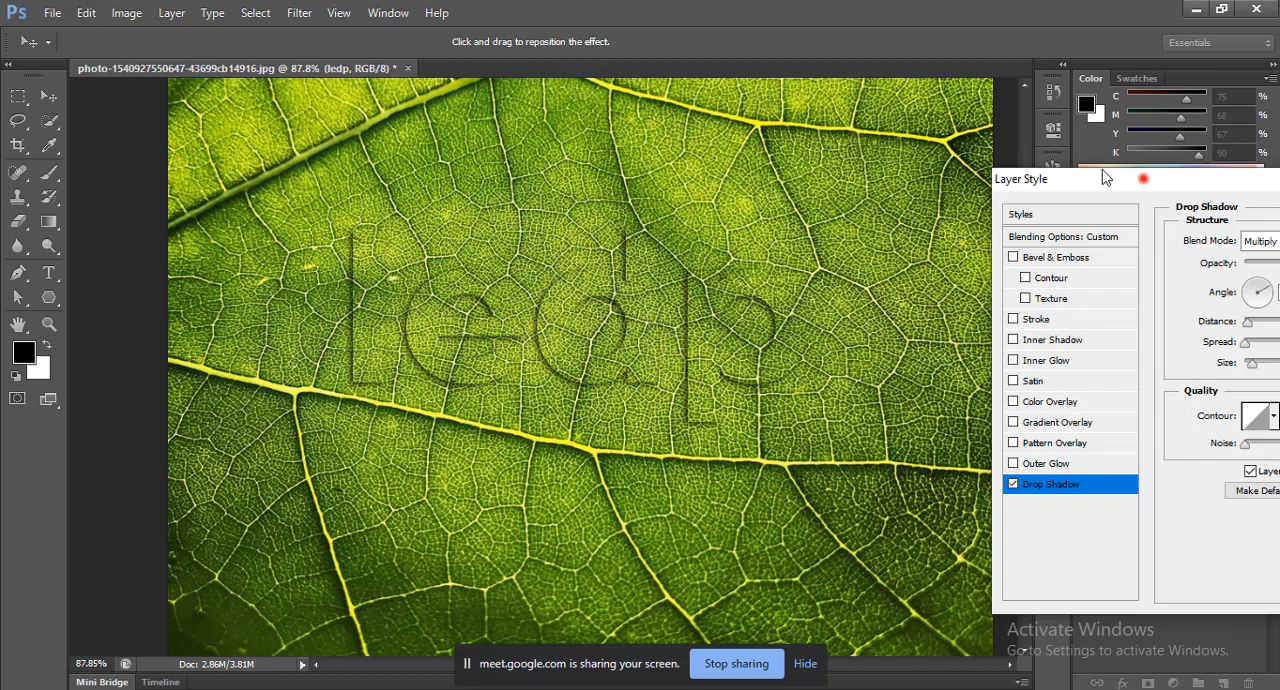 Ps File Edit Image Layer Type Select Filter View Window Help
Click and drag to reposition the effect.
Essentials
photo-1540927550647-43699cb14916.jpg @ 87.8% (ledp, RGB/8) *
Color Swatches
C 75 %
M 68 %
Y 67 %
K 90 %
Layer Style
Styles
Blending Options: Custom
Bevel & Emboss
Contour
Texture
Stroke
Inner Shadow
Inner Glow
Satin
Color Overlay
Gradient Overlay
Pattern Overlay
Outer Glow
Drop Shadow
Drop Shadow
Structure
Blend Mode: Multiply
Opacity:
Angle:
Distance:
Spread:
Size:
Quality
Contour:
Noise:
Layer
Make Defa
ledp
Activate Windows
Go to Settings to activate Windows.
87.85% Doc: 2.86M/3.81M
meet.google.com is sharing your screen. Stop sharing Hide
Mini Bridge Timeline
fx